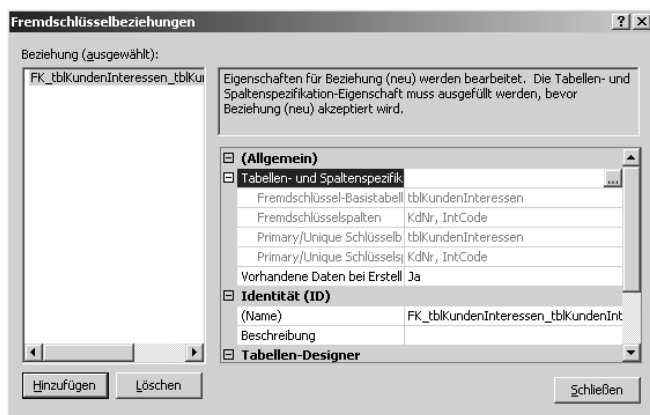 Fremdschlüsselbeziehungen
Beziehung (ausgewählt):
FK_tblKundenInteressen_tblKu
Eigenschaften für Beziehung (neu) werden bearbeitet. Die Tabellen- und
Spaltenspezifikation-Eigenschaft muss ausgefüllt werden, bevor
Beziehung (neu) akzeptiert wird.
(Allgemein)
Tabellen- und Spaltenspezifik
...
Fremdschlüssel-Basistabell tblKundenInteressen
Fremdschlüsselspalten KdNr, IntCode
Primary/Unique Schlüsselb tblKundenInteressen
Primary/Unique Schlüssels KdNr, IntCode
Vorhandene Daten bei Erstell Ja
Identität (ID)
(Name) FK_tblKundenInteressen_tblKundenInt
Beschreibung
Tabellen-Designer
Hinzufügen Löschen
Schließen